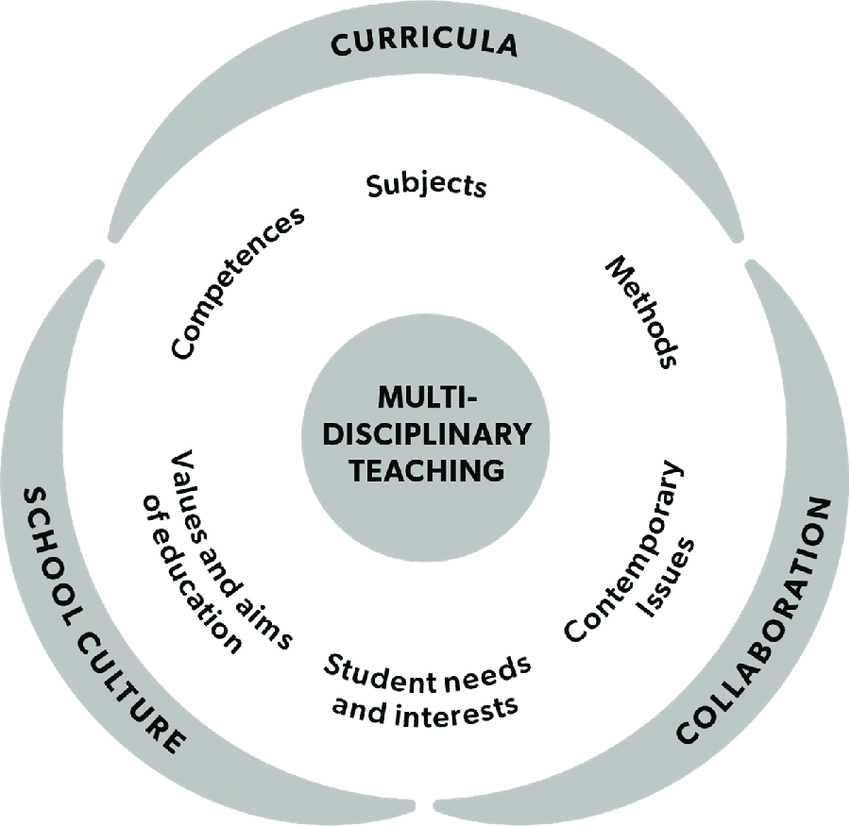 CURRICULA
Subjects
Competences
Methods
MULTI-
DISCIPLINARY
TEACHING
Values and aims
of education
Contemporary
Issues
Student needs
and interests
SCHOOL CULTURE
COLLABORATION